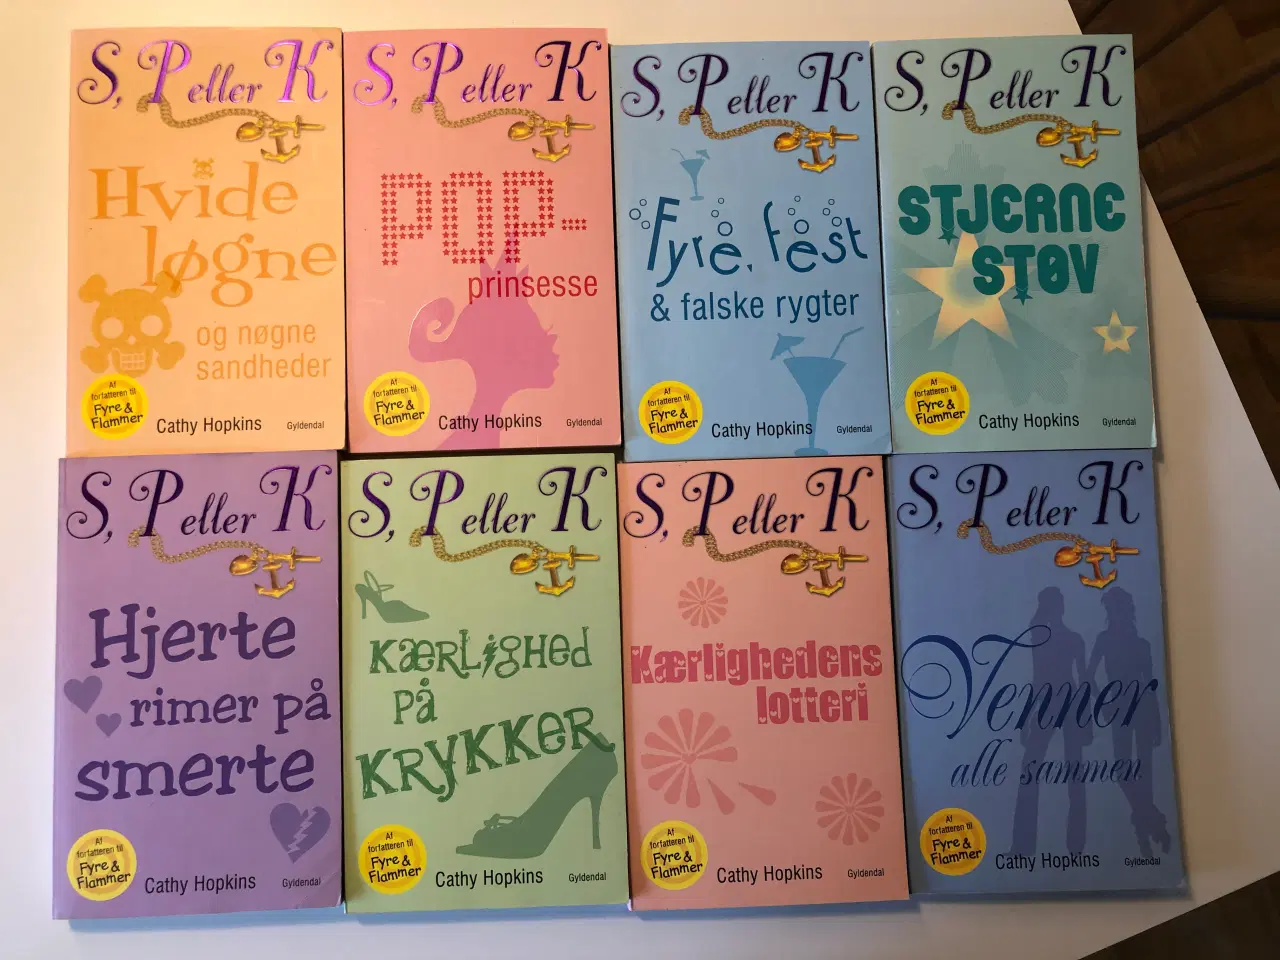 S, P eller K
Hvide
løgne
og nøgne
sandheder
Af
forfatteren til
Fyre &
Flammer
Cathy Hopkins
Gyldendal
S, P eller K
POP-
prinsesse
Af
forfatteren til
Fyre &
Flammer
Cathy Hopkins
Gyldendal
S, P eller K
Fyre, fest
& falske rygter
Af
forfatteren til
Fyre &
Flammer
Cathy Hopkins
Gyldendal
S, P eller K
STJERNE
STØV
Af
forfatteren til
Fyre &
Flammer
Cathy Hopkins
Gyldendal
S, P eller K
Hjerte
rimer på
smerte
Af
forfatteren til
Fyre &
Flammer
Cathy Hopkins
Gyldendal
S, P eller K
KÆRLIGHED
PÅ
KRYKKER
Af
forfatteren til
Fyre &
Flammer
Cathy Hopkins
Gyldendal
S, P eller K
Kærlighedens
lotteri
Af
forfatteren til
Fyre &
Flammer
Cathy Hopkins
Gyldendal
S, P eller K
Venner
alle sammen
Af
forfatteren til
Fyre &
Flammer
Cathy Hopkins
Gyldendal